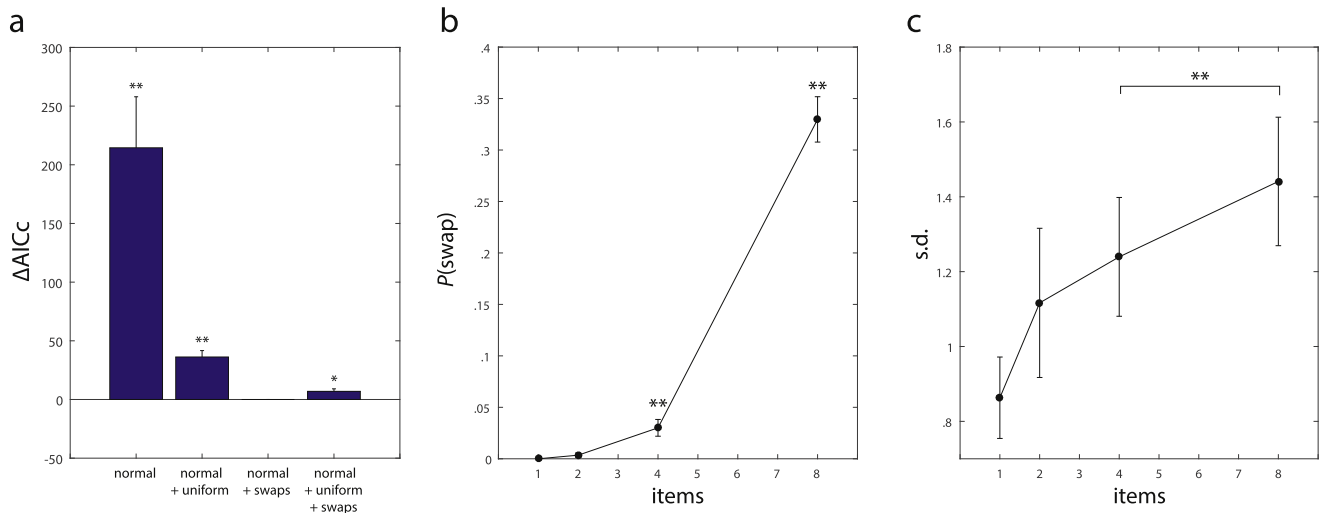 a
300
250
200
150
100
50
0
-50
ΔAICc
**
**
*
normal
normal
+ uniform
normal
+ swaps
normal
+ uniform
+ swaps
b
.4
.35
.3
.25
.2
.15
.1
.05
0
P(swap)
**
**
1 2 3 4 5 6 7 8
items
c
1.8
1.6
1.4
1.2
1
.8
s.d.
**
1 2 3 4 5 6 7 8
items